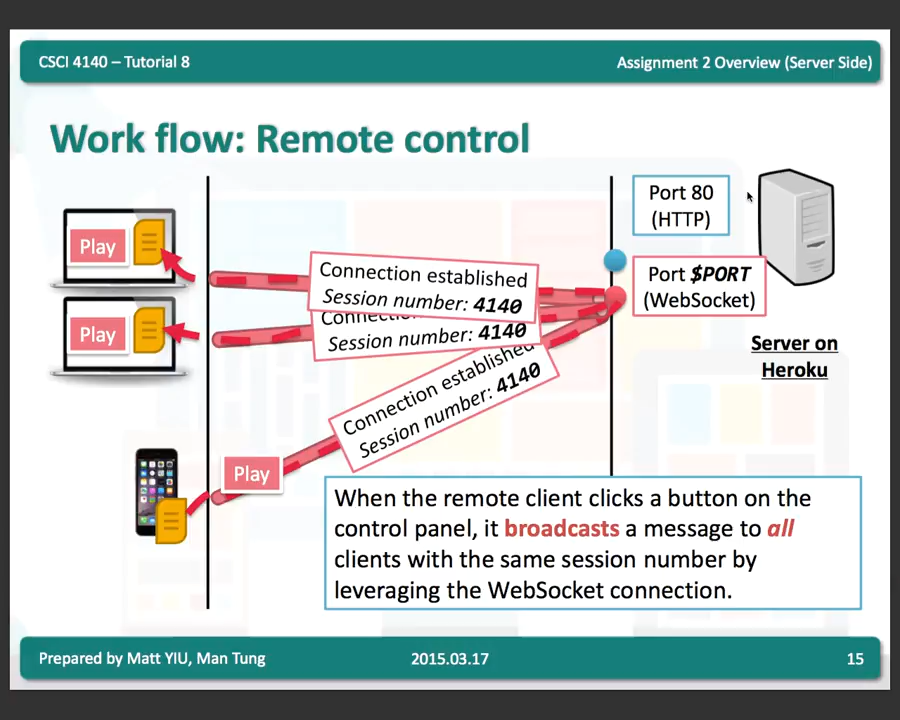 CSCI 4140 – Tutorial 8
Assignment 2 Overview (Server Side)
Work flow: Remote control
Port 80
(HTTP)
Play
Connection established
Session number: 4140
Port $PORT
(WebSocket)
Play
Session number: 4140
Server on
Heroku
Connection established
Session number: 4140
Play
When the remote client clicks a button on the
control panel, it broadcasts a message to all
clients with the same session number by
leveraging the WebSocket connection.
Prepared by Matt YIU, Man Tung
2015.03.17
15